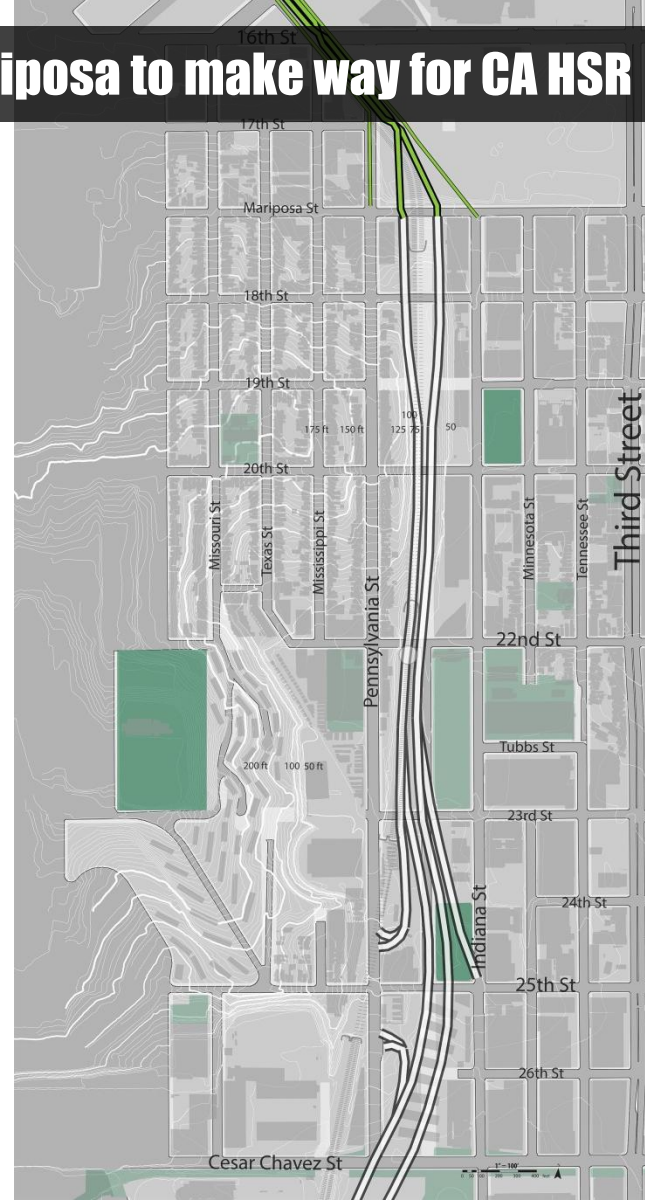 16th St
iposa to make way for CA HSR
17th St
Mariposa St
18th St
19th St
100
175 ft 150 ft 125 75 50
20th St
Third Street
Missouri St
Texas St
Mississippi St
Minnesota St
Tennessee St
Pennsylvania St
22nd St
Tubbs St
200 ft 100 50 ft
23rd St
24th St
Indiana St
25th St
26th St
Cesar Chavez St
1" = 100'